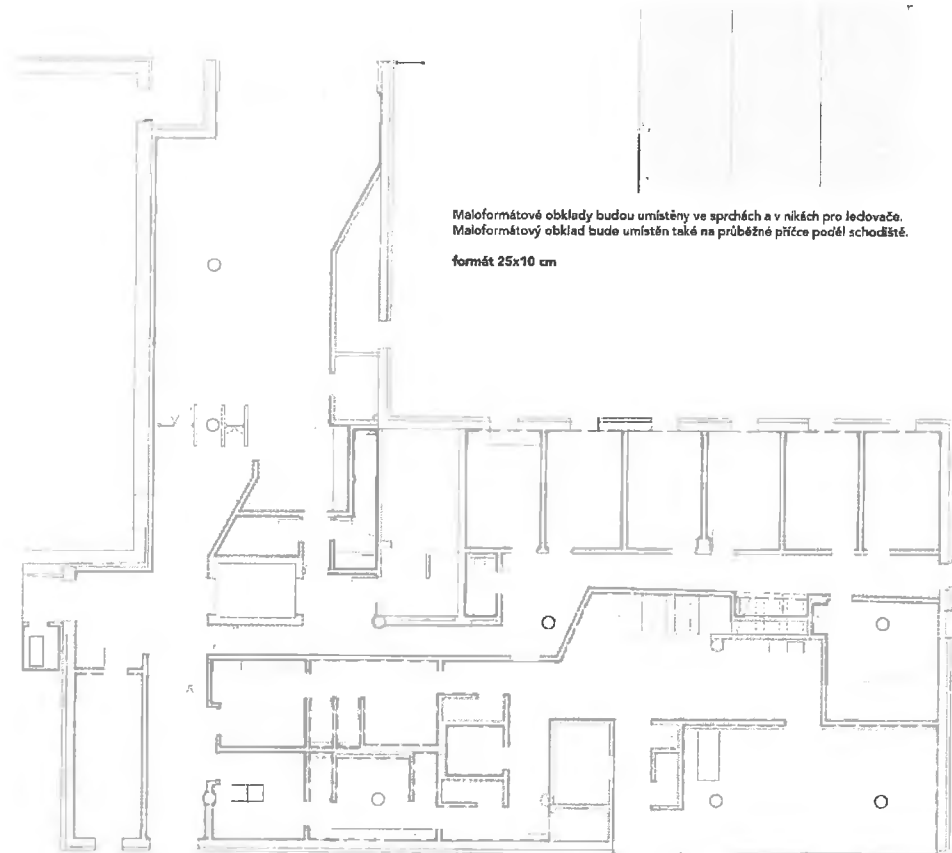 Maloformátové obklady budou umístěny ve sprchách a v nikách pro ledovače.
Maloformátový obklad bude umístěn také na průběžné příčce podél schodiště.
formát 25x10 cm